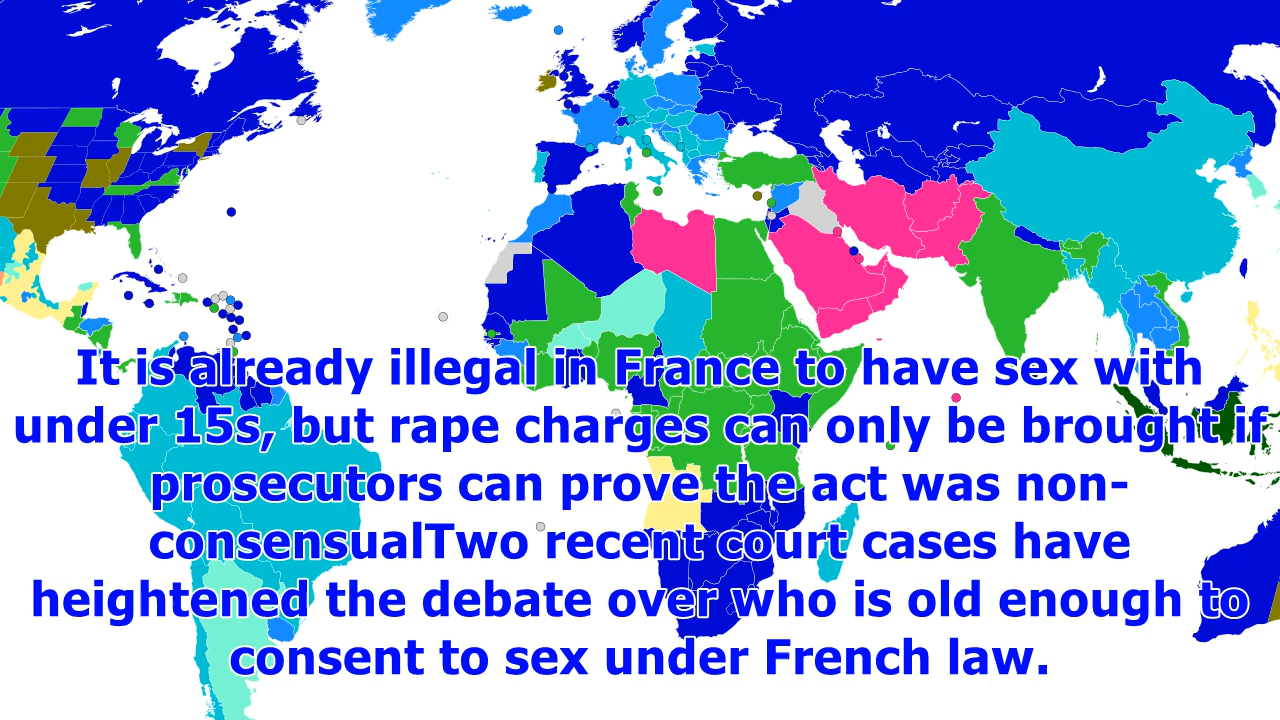 It is already illegal in France to have sex with
under 15s, but rape charges can only be brought if
prosecutors can prove the act was non-
consensualTwo recent court cases have
heightened the debate over who is old enough to
consent to sex under French law.